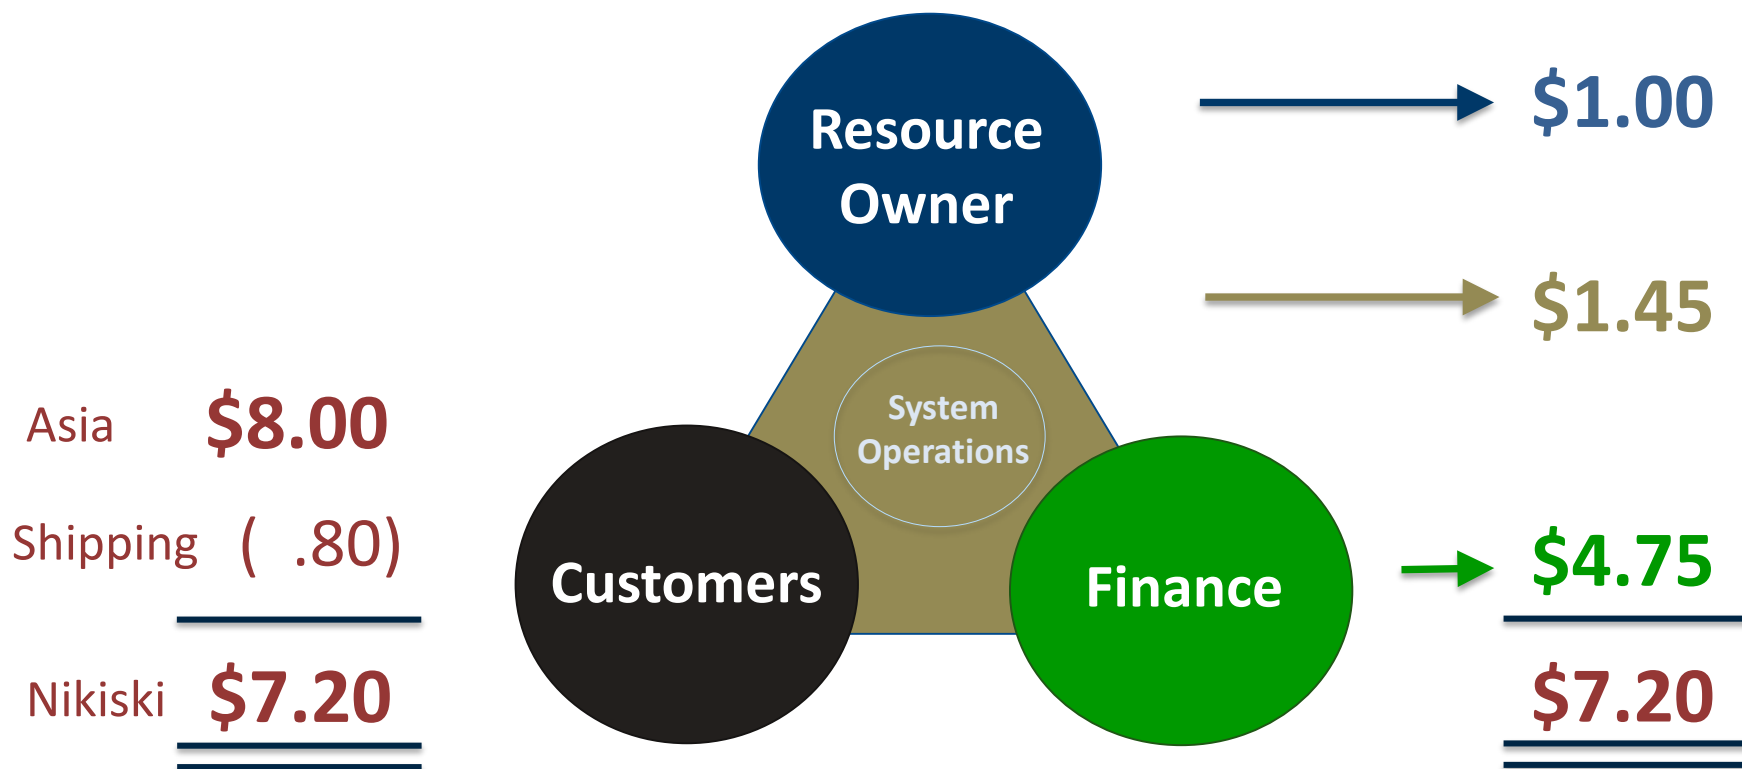 Resource
Owner
$1.00
$1.45
System
Operations
Asia $8.00
Shipping ( .80)
Customers
Finance
$4.75
Nikiski $7.20
$7.20